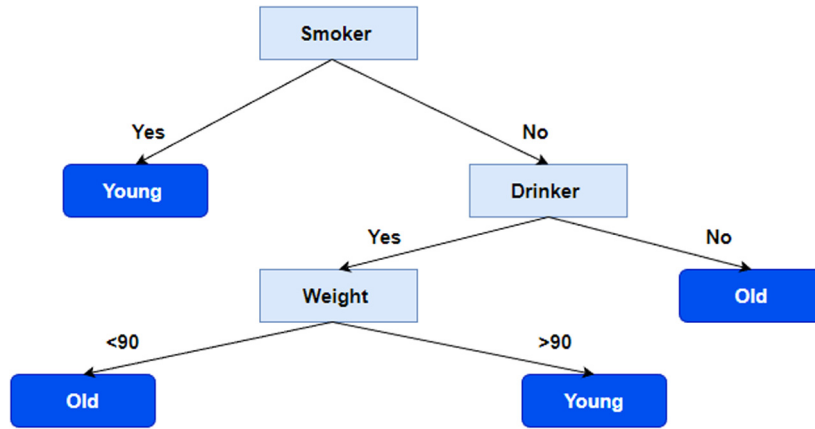 Smoker
Yes
No
Young
Drinker
Yes
No
Weight
Old
<90
>90
Old
Young